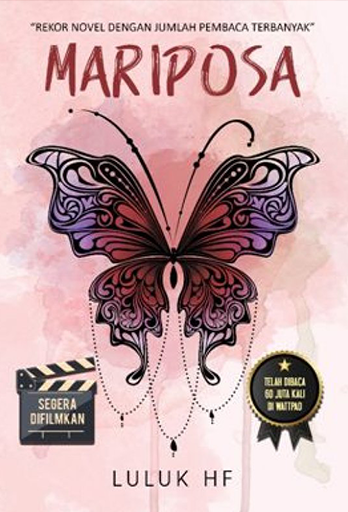 “REKOR NOVEL DENGAN JUMLAH PEMBACA TERBANYAK”
MARIPOSA
SEGERA
DIFILMKAN
TELAH DIBACA
60 JUTA KALI
DI WATTPAD
LULUK HF